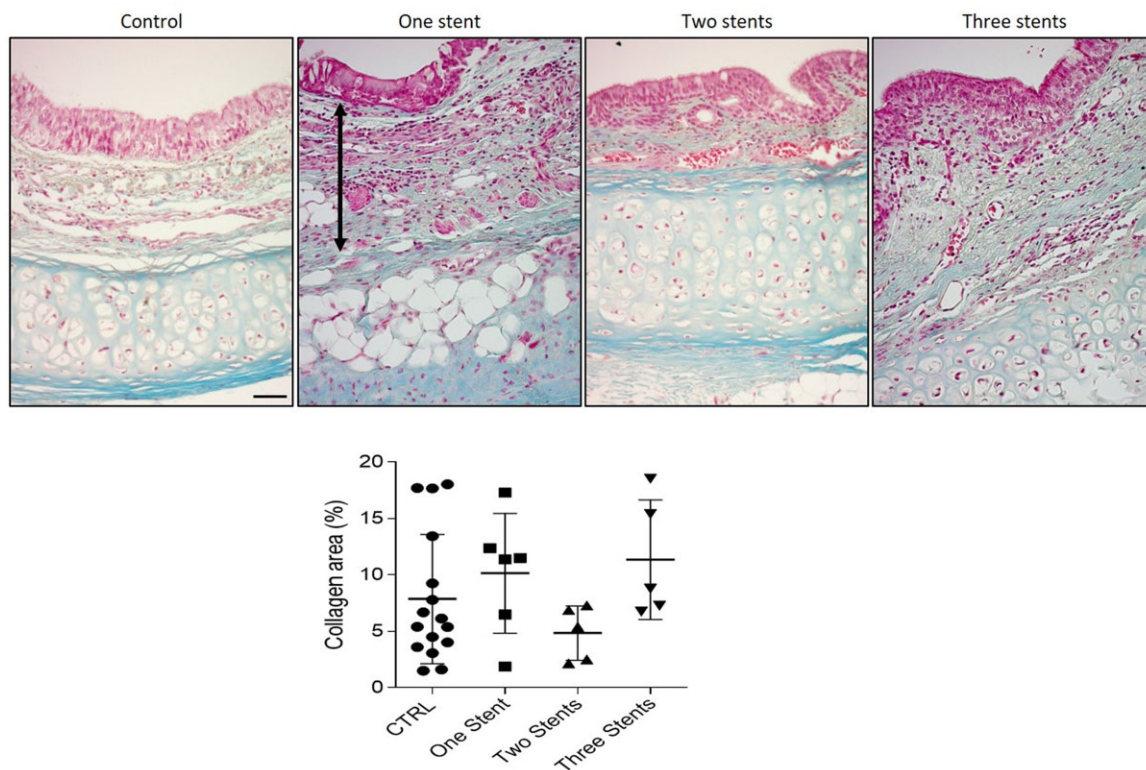 Control
One stent
Two stents
Three stents
Collagen area (%)
20
15
10
5
0
CTRL
One Stent
Two Stents
Three Stents